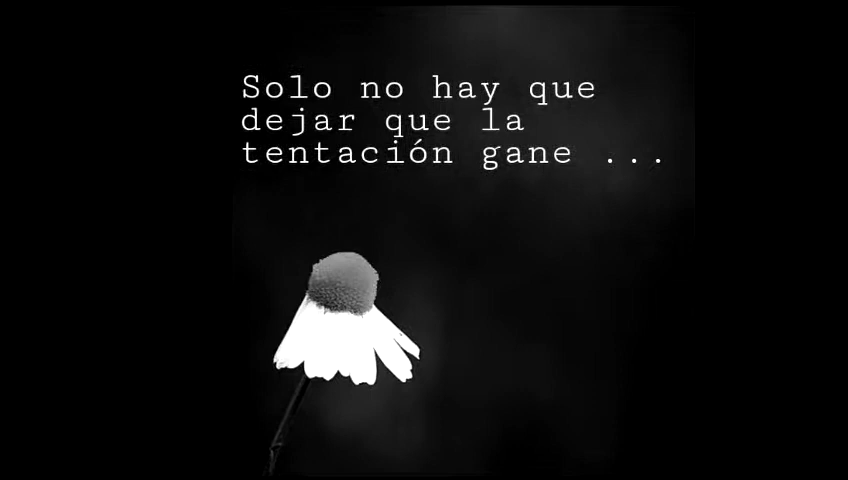 Solo no hay que
dejar que la
tentación gane ...